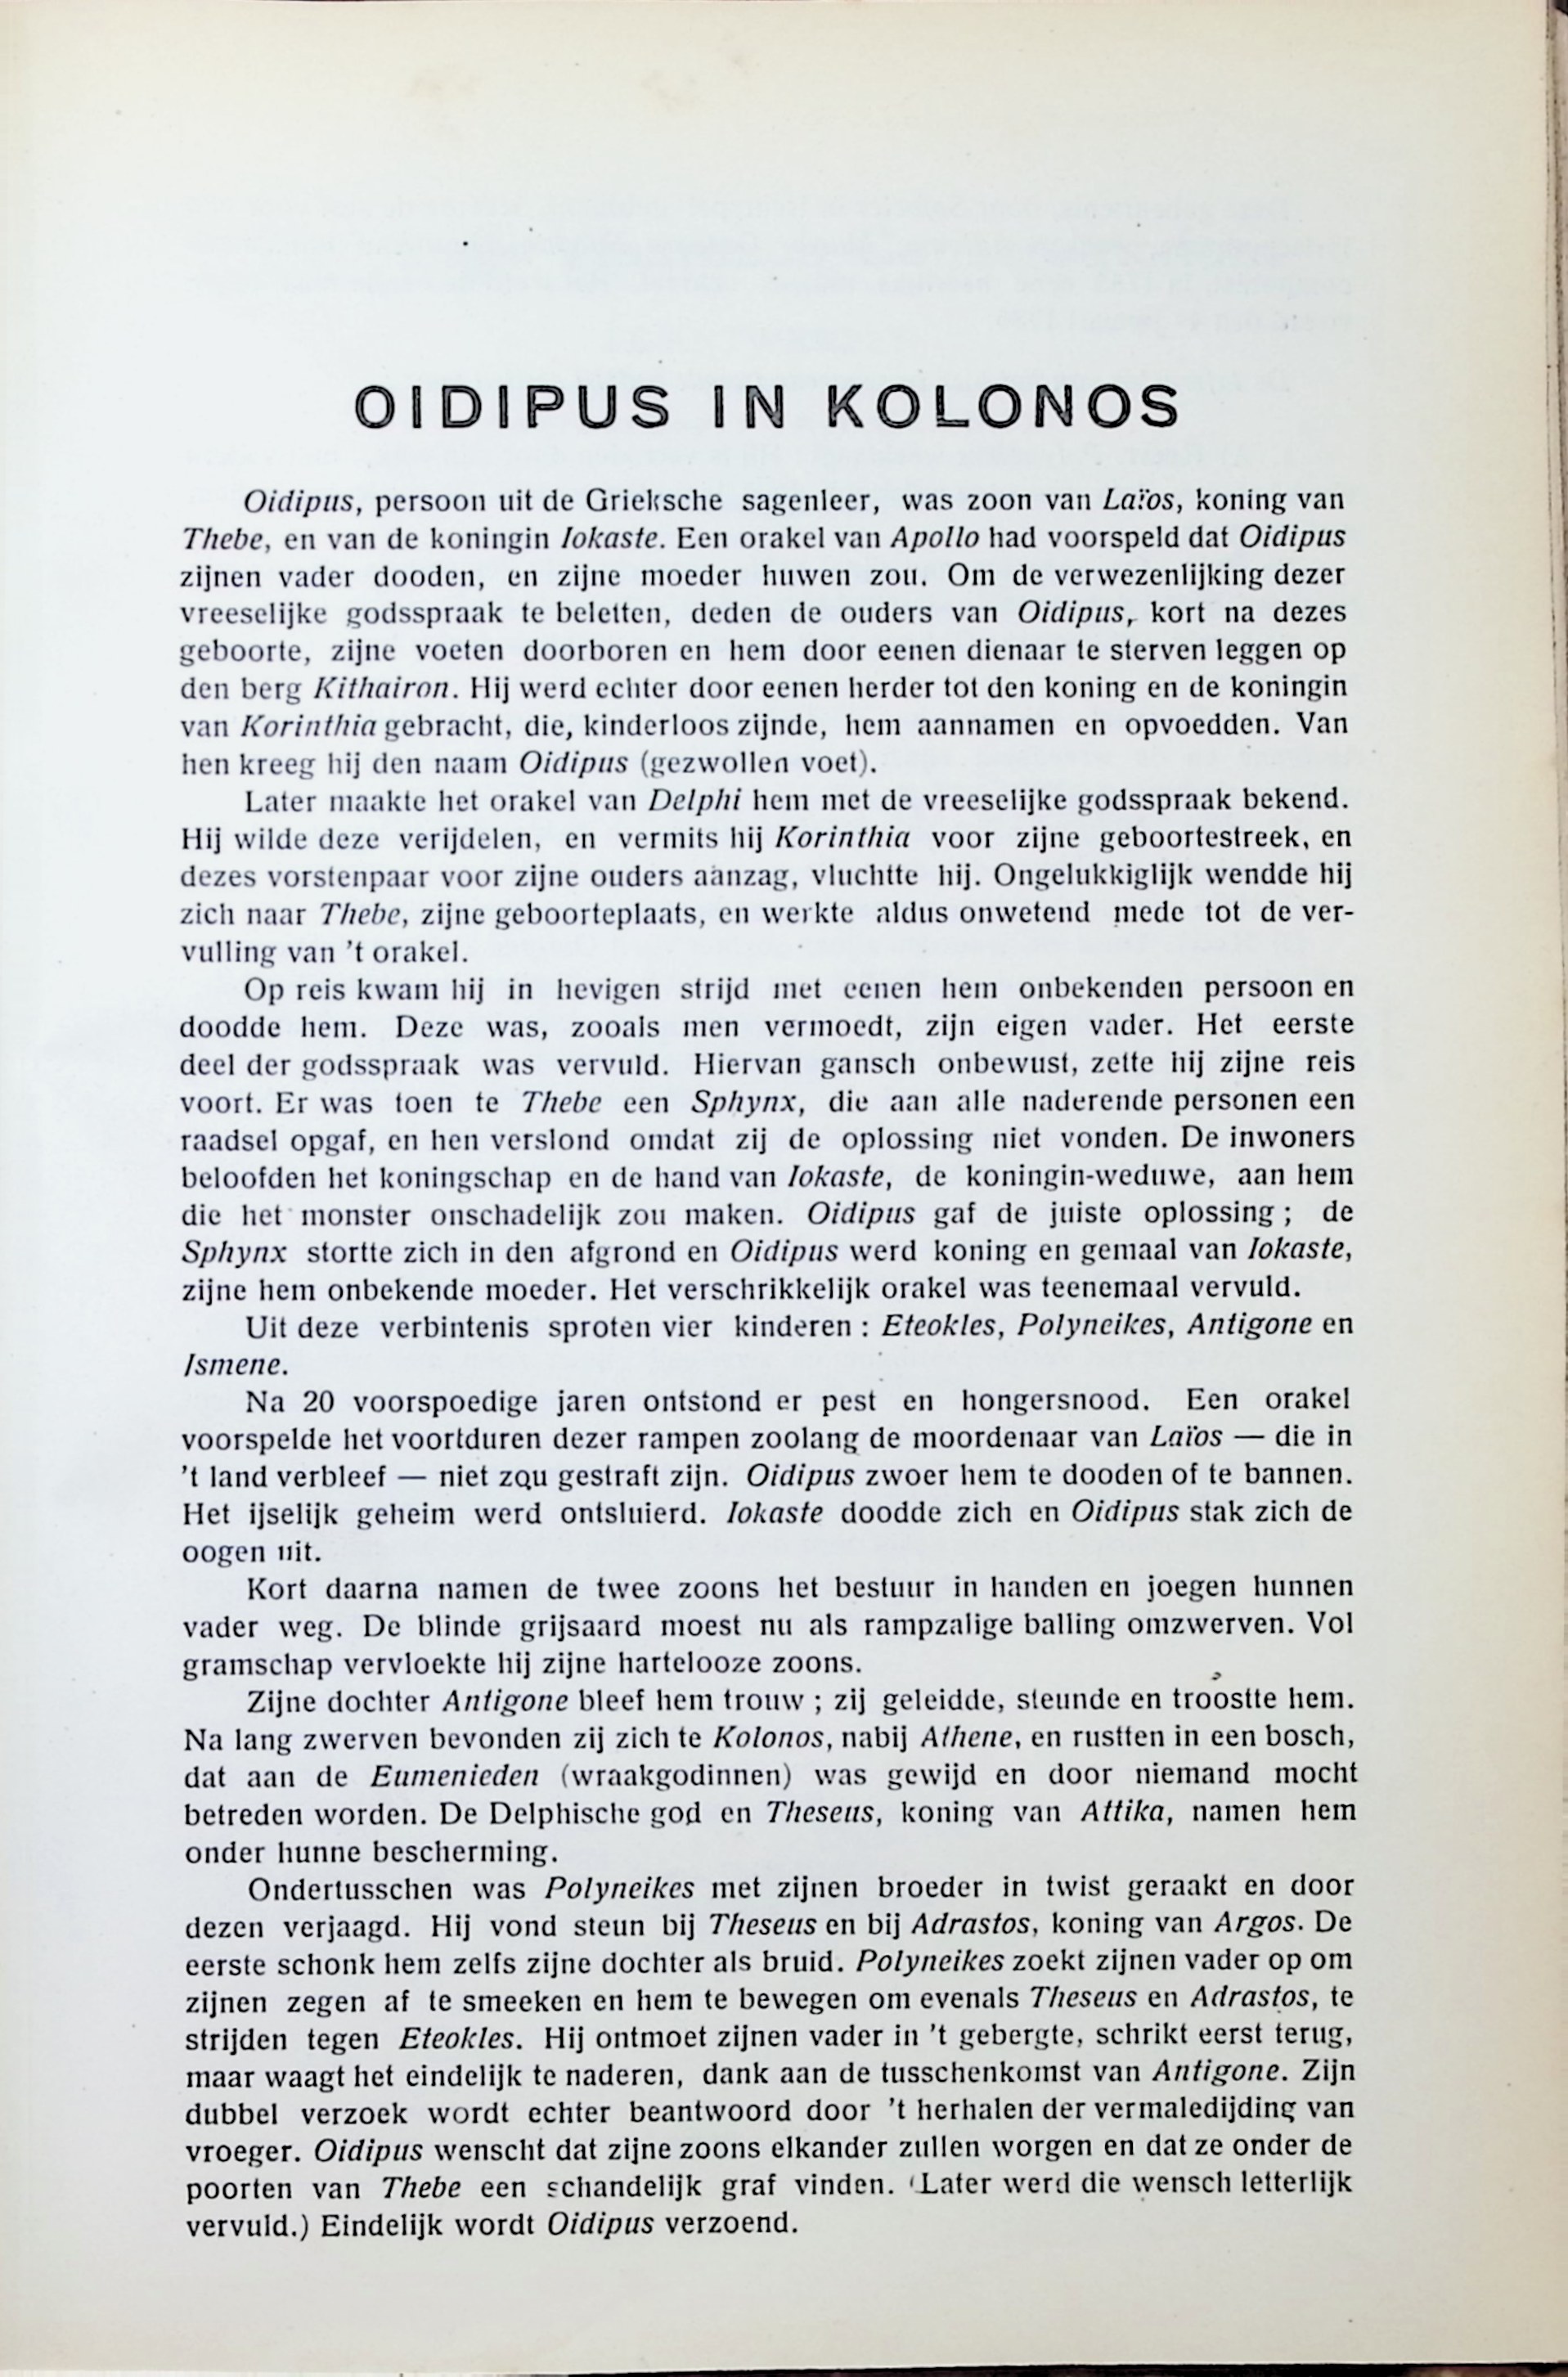 OIDIPUS IN KOLONOS
Oidipus, persoon uit de Grieksche sagenleer, was zoon van Laïos, koning van
Thebe, en van de koningin Iokaste. Een orakel van Apollo had voorspeld dat Oidipus
zijnen vader dooden, en zijne moeder huwen zou. Om de verwezenlijking dezer
vreeselijke godsspraak te beletten, deden de ouders van Oidipus, kort na dezes
geboorte, zijne voeten doorboren en hem door eenen dienaar te sterven leggen op
den berg Kithairon. Hij werd echter door eenen herder tot den koning en de koningin
van Korinthia gebracht, die, kinderloos zijnde, hem aannamen en opvoedden. Van
hen kreeg hij den naam Oidipus (gezwollen voet).
Later maakte het orakel van Delphi hem met de vreeselijke godsspraak bekend.
Hij wilde deze verijdelen, en vermits hij Korinthia voor zijne geboortestreek, en
dezes vorstenpaar voor zijne ouders aanzag, vluchtte hij. Ongelukkiglijk wendde hij
zich naar Thebe, zijne geboorteplaats, en werkte aldus onwetend mede tot de ver-
vulling van 't orakel.
Op reis kwam hij in hevigen strijd met eenen hem onbekenden persoon en
doodde hem. Deze was, zooals men vermoedt, zijn eigen vader. Het eerste
deel der godsspraak was vervuld. Hiervan gansch onbewust, zette hij zijne reis
voort. Er was toen te Thebe een Sphynx, die aan alle naderende personen een
raadsel opgaf, en hen verslond omdat zij de oplossing niet vonden. De inwoners
beloofden het koningschap en de hand van Iokaste, de koningin-weduwe, aan hem
die het monster onschadelijk zou maken. Oidipus gaf de juiste oplossing ; de
Sphynx stortte zich in den afgrond en Oidipus werd koning en gemaal van Iokaste,
zijne hem onbekende moeder. Het verschrikkelijk orakel was teenemaal vervuld.
Uit deze verbintenis sproten vier kinderen : Eteokles, Polyneikes, Antigone en
Ismene.
Na 20 voorspoedige jaren ontstond er pest en hongersnood. Een orakel
voorspelde het voortduren dezer rampen zoolang de moordenaar van Laïos — die in
't land verbleef — niet zou gestraft zijn. Oidipus zwoer hem te dooden of te bannen.
Het ijselijk geheim werd ontsluierd. Iokaste doodde zich en Oidipus stak zich de
oogen uit.
Kort daarna namen de twee zoons het bestuur in handen en joegen hunnen
vader weg. De blinde grijsaard moest nu als rampzalige balling omzwerven. Vol
gramschap vervloekte hij zijne hartelooze zoons.
Zijne dochter Antigone bleef hem trouw ; zij geleidde, steunde en troostte hem.
Na lang zwerven bevonden zij zich te Kolonos, nabij Athene, en rustten in een bosch,
dat aan de Eumenieden (wraakgodinnen) was gewijd en door niemand mocht
betreden worden. De Delphische god en Theseus, koning van Attika, namen hem
onder hunne bescherming.
Ondertusschen was Polyneikes met zijnen broeder in twist geraakt en door
dezen verjaagd. Hij vond steun bij Theseus en bij Adrastos, koning van Argos. De
eerste schonk hem zelfs zijne dochter als bruid. Polyneikes zoekt zijnen vader op om
zijnen zegen af te smeeken en hem te bewegen om evenals Theseus en Adrastos, te
strijden tegen Eteokles. Hij ontmoet zijnen vader in 't gebergte, schrikt eerst terug,
maar waagt het eindelijk te naderen, dank aan de tusschenkomst van Antigone. Zijn
dubbel verzoek wordt echter beantwoord door 't herhalen der vermaledijding van
vroeger. Oidipus wenscht dat zijne zoons elkander zullen worgen en dat ze onder de
poorten van Thebe een schandelijk graf vinden. (Later werd die wensch letterlijk
vervuld.) Eindelijk wordt Oidipus verzoend.